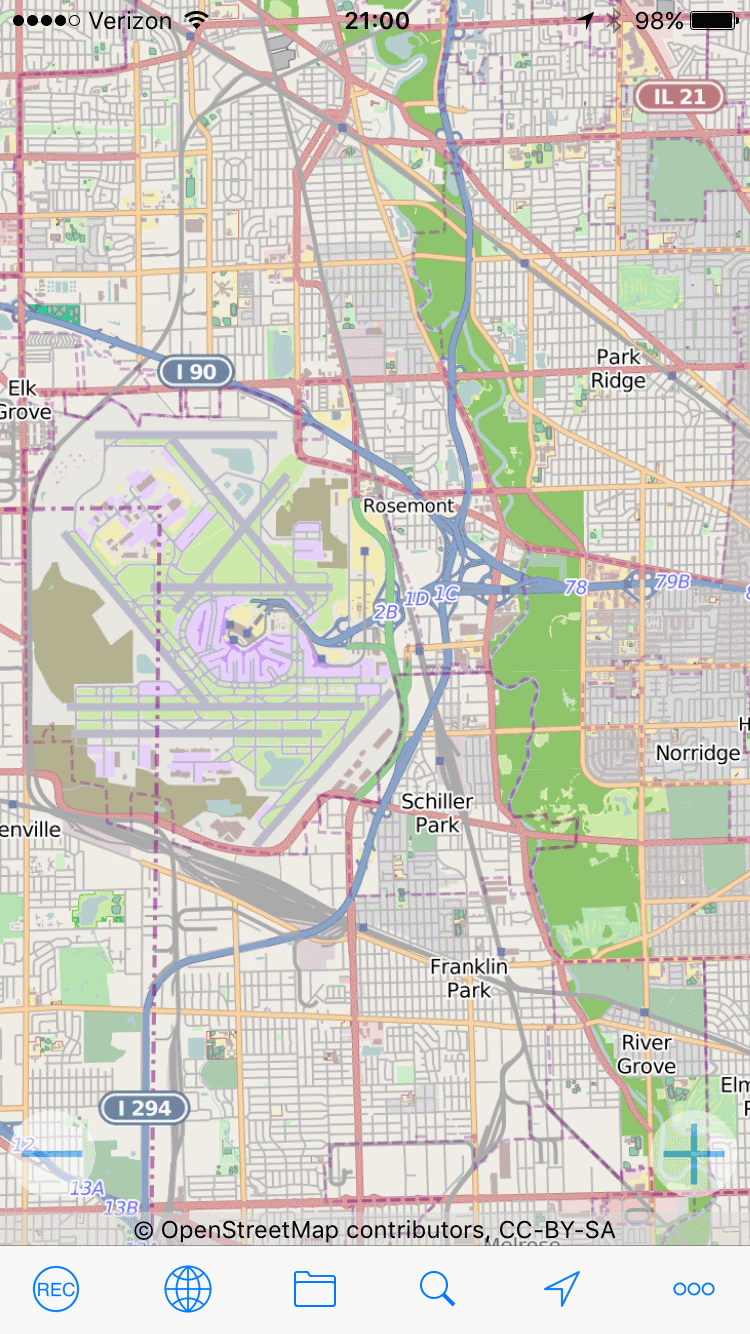 Verizon 21:00 98%
IL 21
Park
Ridge
I 90
Elk
Grove
Rosemont
78 79B
2B 1D 1C
Norridge
Schiller
Park
enville
Franklin
Park
River
Grove
Elm
I 294
12
13A
13B
© OpenStreetMap contributors, CC-BY-SA
Melrose
REC